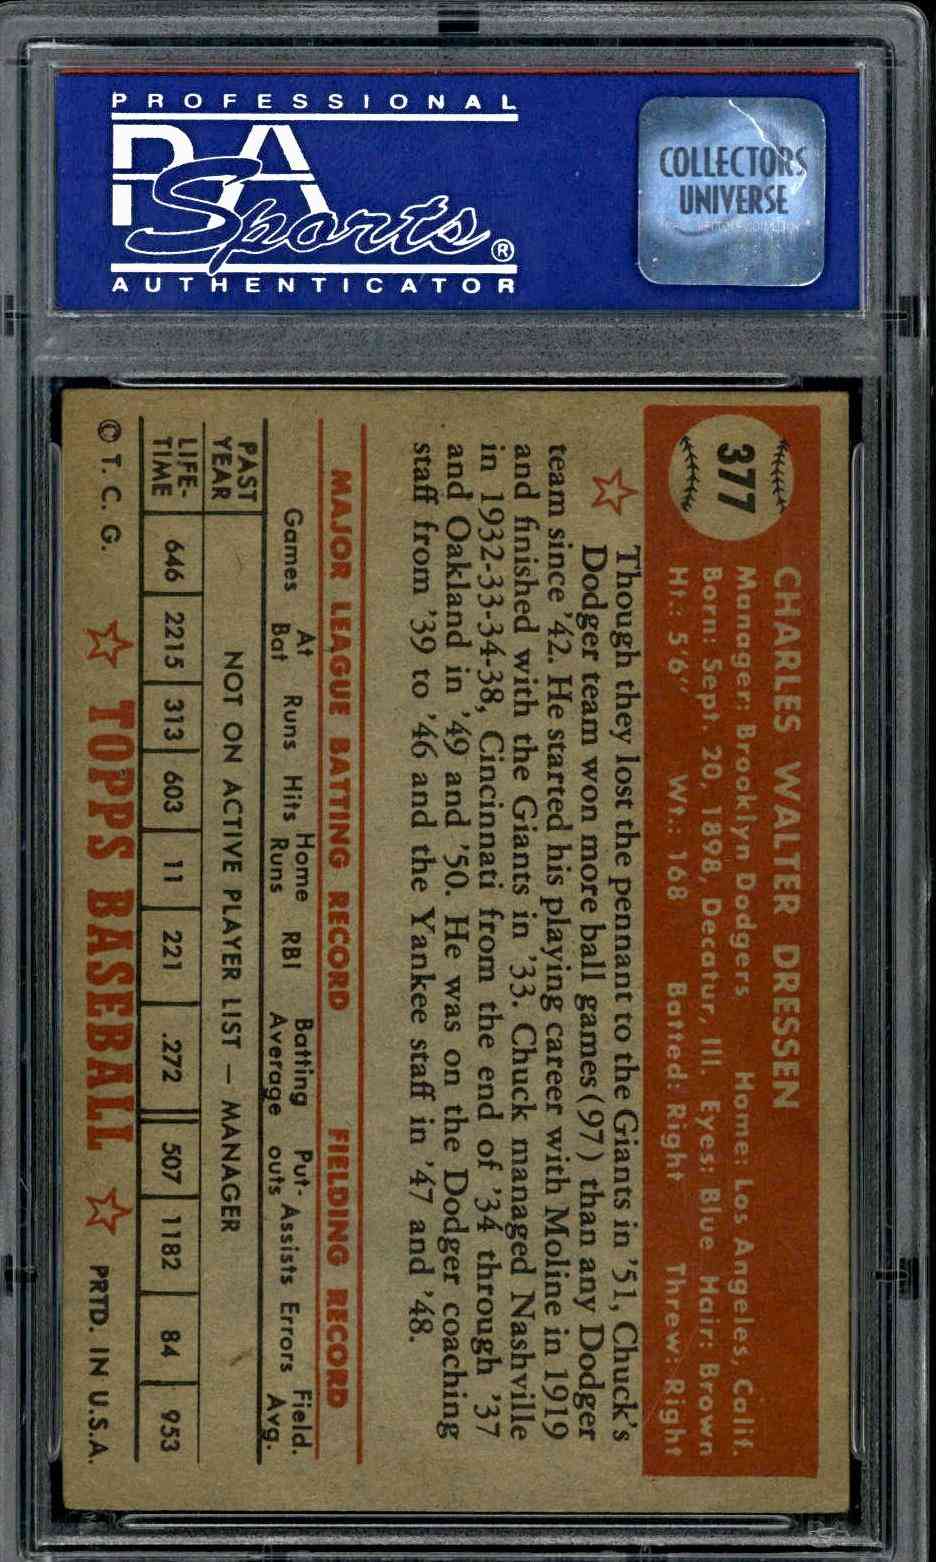 PROFESSIONAL
PSA
Sports®
AUTHENTICATOR
COLLECTORS
UNIVERSE
377
CHARLES WALTER DRESSEN
Manager: Brooklyn Dodgers Home: Los Angeles, Calif.
Born: Sept. 20, 1898, Decatur, Ill. Eyes: Blue Hair: Brown
Ht.: 5'6" Wt.: 168 Batted: Right Threw: Right
Though they lost the pennant to the Giants in '51, Chuck's
Dodger team won more ball games (97) than any Dodger
team since '42. He started his playing career with Moline in 1919
and finished with the Giants in '33. Chuck managed Nashville
in 1932-33-34-38, Cincinnati from the end of '34 through '37
and Oakland in '49 and '50. He was on the Dodger coaching
staff from '39 to '46 and the Yankee staff in '47 and '48.
MAJOR LEAGUE BATTING RECORD FIELDING RECORD
Games At Bat Runs Hits Home Runs RBI Batting Average Put-outs Assists Errors Field. Avg.
PAST YEAR NOT ON ACTIVE PLAYER LIST — MANAGER
LIFE-TIME 646 2215 313 603 11 221 .272 507 1182 84 .953
© T. C. G. ☆ TOPPS BASEBALL ☆ PRTD. IN U.S.A.